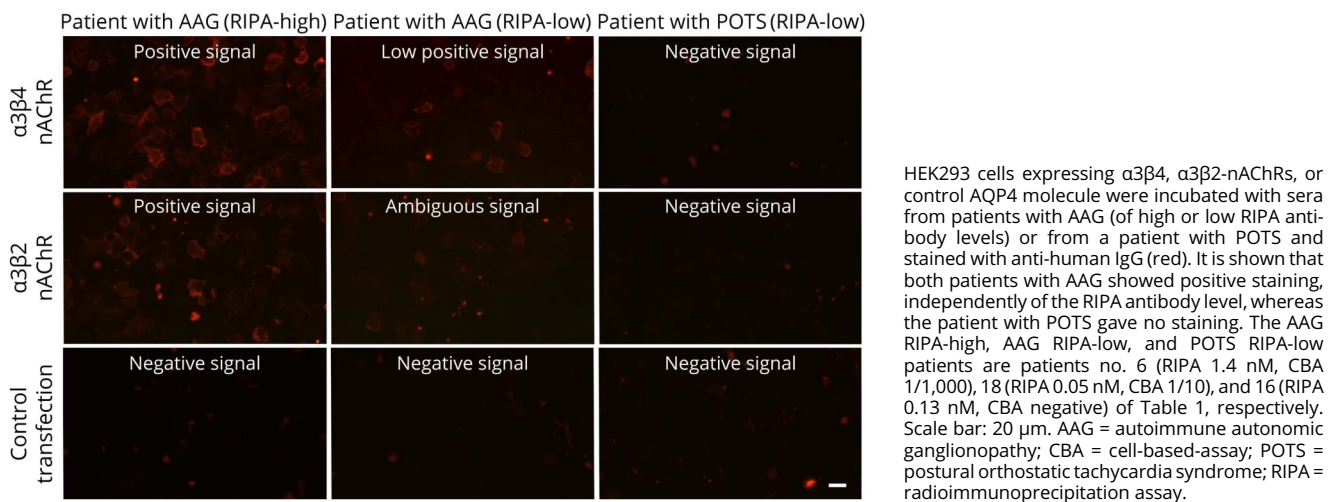 Patient with AAG (RIPA-high) Patient with AAG (RIPA-low) Patient with POTS (RIPA-low)
α3β4 nAChR
Positive signal
Low positive signal
Negative signal
α3β2 nAChR
Positive signal
Ambiguous signal
Negative signal
Control transfection
Negative signal
Negative signal
Negative signal
HEK293 cells expressing α3β4, α3β2-nAChRs, or
control AQP4 molecule were incubated with sera
from patients with AAG (of high or low RIPA anti-
body levels) or from a patient with POTS and
stained with anti-human IgG (red). It is shown that
both patients with AAG showed positive staining,
independently of the RIPA antibody level, whereas
the patient with POTS gave no staining. The AAG
RIPA-high, AAG RIPA-low, and POTS RIPA-low
patients are patients no. 6 (RIPA 1.4 nM, CBA
1/1,000), 18 (RIPA 0.05 nM, CBA 1/10), and 16 (RIPA
0.13 nM, CBA negative) of Table 1, respectively.
Scale bar: 20 μm. AAG = autoimmune autonomic
ganglionopathy; CBA = cell-based-assay; POTS =
postural orthostatic tachycardia syndrome; RIPA =
radioimmunoprecipitation assay.